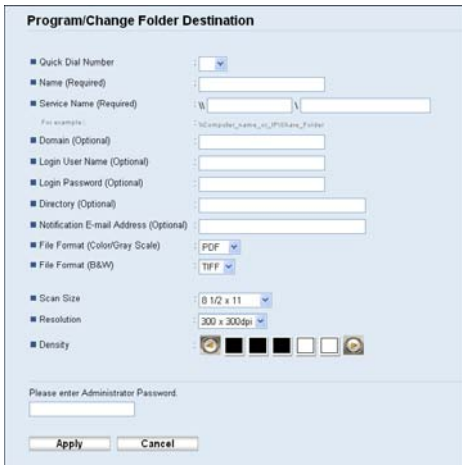 Program/Change Folder Destination
Quick Dial Number :
Name (Required) :
Service Name (Required) : \\ \
For example: : \\Computer_name_or_IP\Share_Folder
Domain (Optional) :
Login User Name (Optional) :
Login Password (Optional) :
Directory (Optional) :
Notification E-mail Address (Optional) :
File Format (Color/Gray Scale) : PDF
File Format (B&W) : TIFF
Scan Size : 8 1/2 x 11
Resolution : 300 x 300dpi
Density :
Please enter Administrator Password.
Apply Cancel